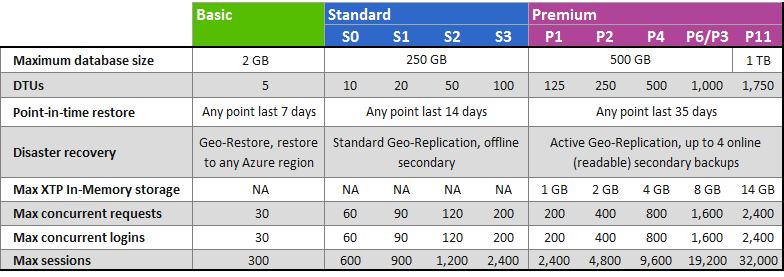 Basic Standard Premium
S0 S1 S2 S3 P1 P2 P4 P6/P3 P11
Maximum database size 2 GB 250 GB 500 GB 1 TB
DTUs 5 10 20 50 100 125 250 500 1,000 1,750
Point-in-time restore Any point last 7 days Any point last 14 days Any point last 35 days
Disaster recovery Geo-Restore, restore to any Azure region Standard Geo-Replication, offline secondary Active Geo-Replication, up to 4 online (readable) secondary backups
Max XTP In-Memory storage NA NA NA NA NA 1 GB 2 GB 4 GB 8 GB 14 GB
Max concurrent requests 30 60 90 120 200 200 400 800 1,600 2,400
Max concurrent logins 30 60 90 120 200 200 400 800 1,600 2,400
Max sessions 300 600 900 1,200 2,400 2,400 4,800 9,600 19,200 32,000